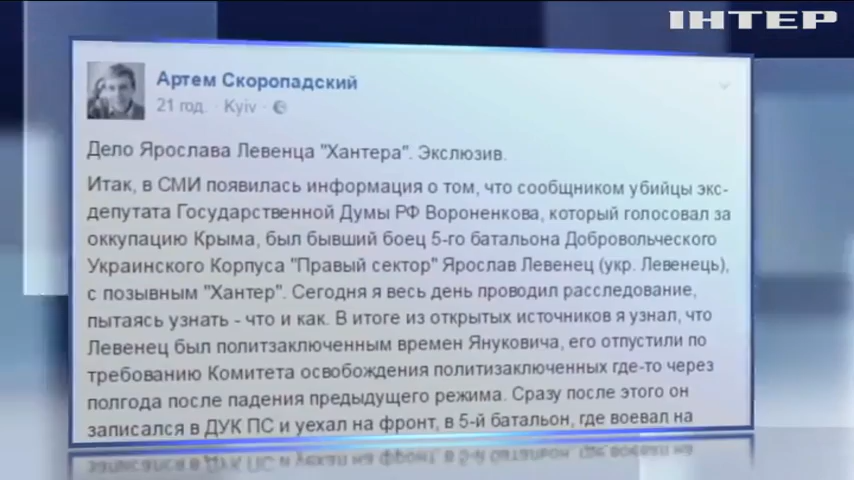 ІНТЕР
Артем Скоропадский
21 год. · Kyiv ·
Дело Ярослава Левенца "Хантера". Экслюзив.
Итак, в СМИ появилась информация о том, что сообщником убийцы экс-
депутата Государственной Думы РФ Вороненкова, который голосовал за
оккупацию Крыма, был бывший боец 5-го батальона Добровольческого
Украинского Корпуса "Правый сектор" Ярослав Левенец (укр. Левенець),
с позывным "Хантер". Сегодня я весь день проводил расследование,
пытаясь узнать - что и как. В итоге из открытых источников я узнал, что
Левенец был политзаключенным времен Януковича, его отпустили по
требованию Комитета освобождения политизаключенных где-то через
полгода после падения предыдущего режима. Сразу после этого он
записался в ДУК ПС и уехал на фронт, в 5-й батальон, где воевал на